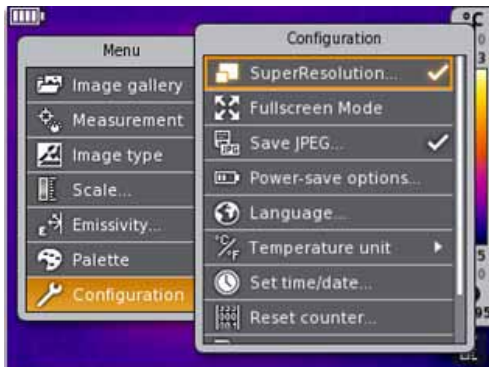 °C
Menu
Image gallery
Measurement
Image type
Scale...
Emissivity...
Palette
Configuration
Configuration
SuperResolution...
Fullscreen Mode
Save JPEG...
Power-save options...
Language...
Temperature unit
Set time/date...
Reset counter...